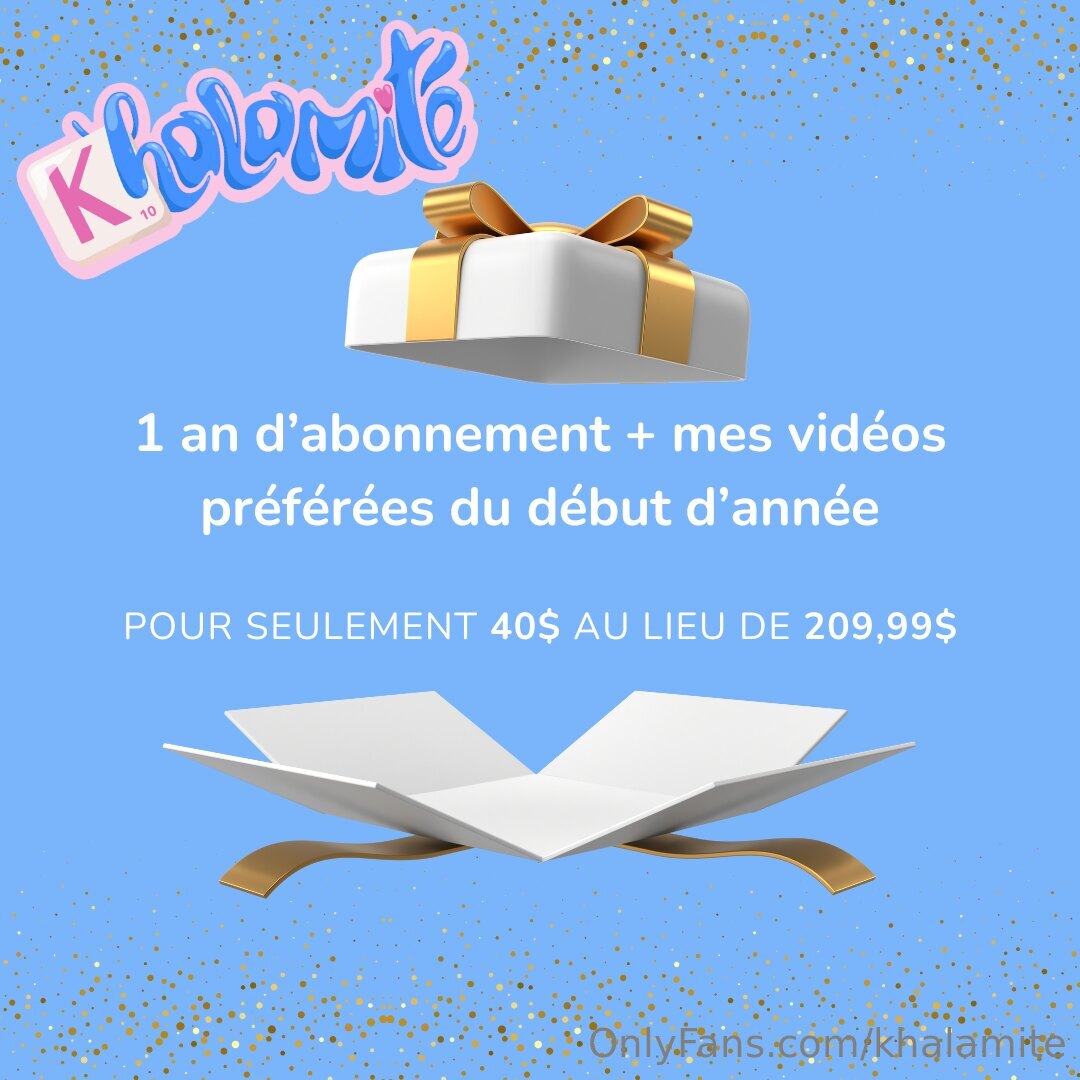 Khalamite
10
1 an d’abonnement + mes vidéos
préférées du début d’année
POUR SEULEMENT 40$ AU LIEU DE 209,99$
OnlyFans.com/khalamite